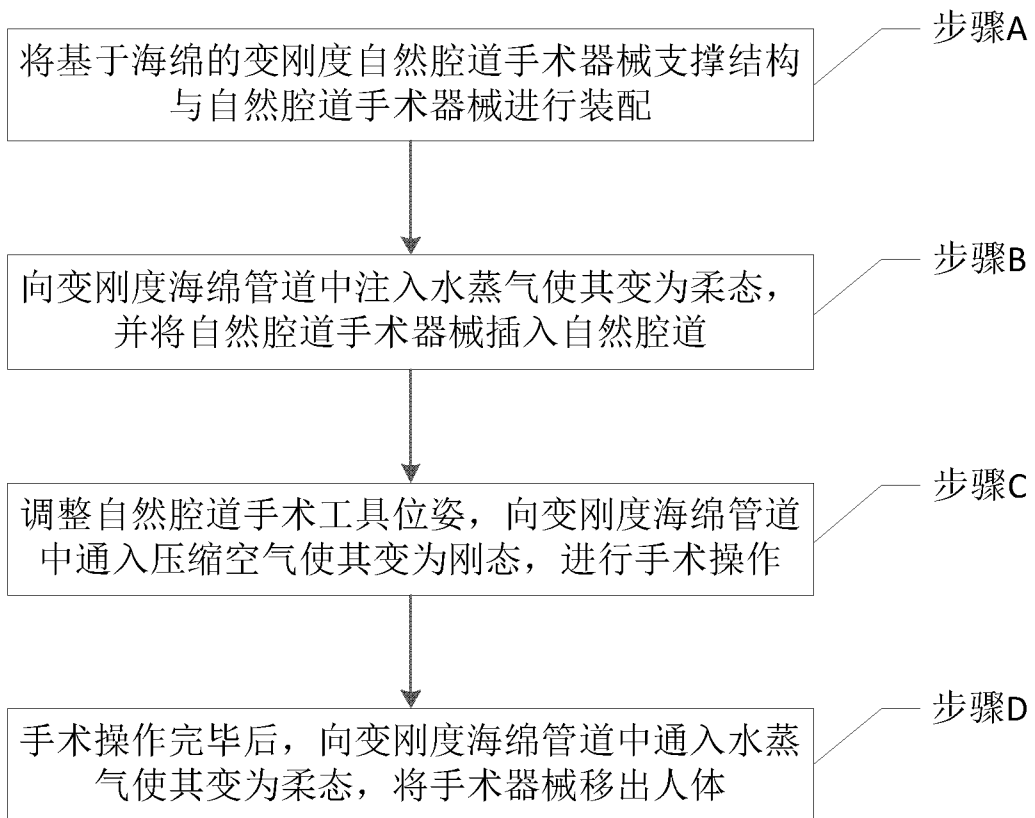 步骤A
将基于海绵的变刚度自然腔道手术器械支撑结构
与自然腔道手术器械进行装配
步骤B
向变刚度海绵管道中注入水蒸气使其变为柔态，
并将自然腔道手术器械插入自然腔道
步骤C
调整自然腔道手术工具位姿，向变刚度海绵管道
中通入压缩空气使其变为刚态，进行手术操作
步骤D
手术操作完毕后，向变刚度海绵管道中通入水蒸
气使其变为柔态，将手术器械移出人体